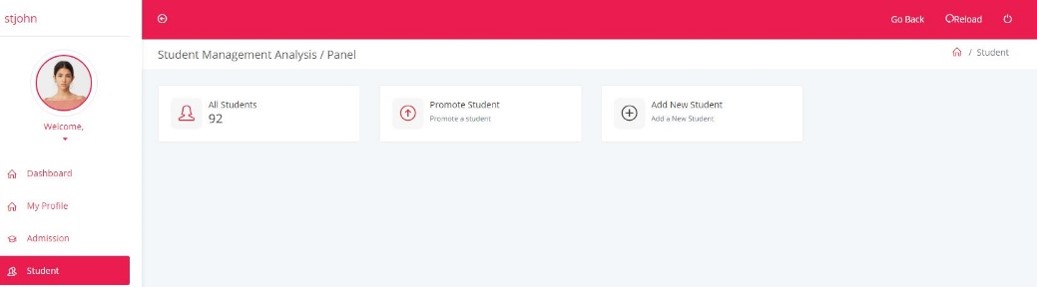 stjohn
Go Back Reload
Student Management Analysis / Panel
/ Student
All Students
92
Promote Student
Promote a student
Add New Student
Add a New Student
Welcome,
Dashboard
My Profile
Admission
Student